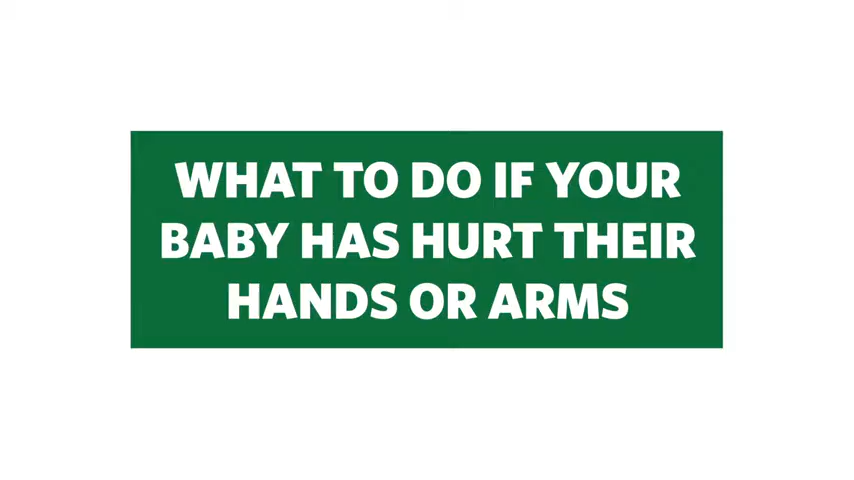 WHAT TO DO IF YOUR
BABY HAS HURT THEIR
HANDS OR ARMS